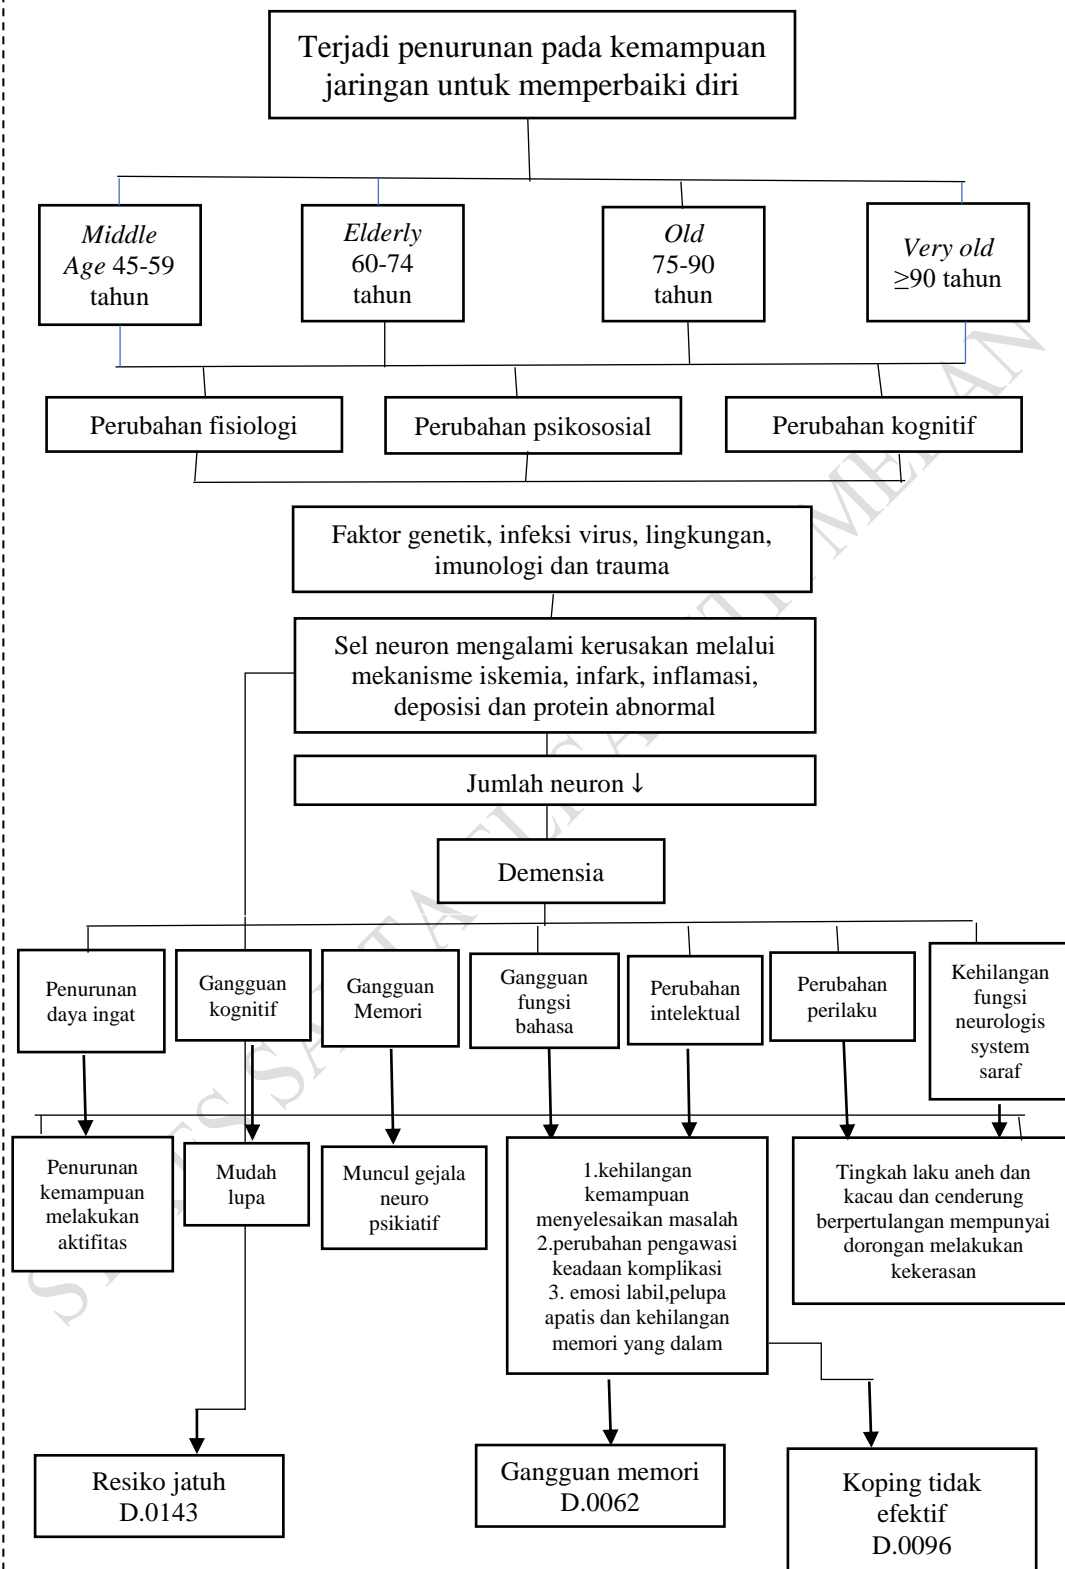 Terjadi penurunan pada kemampuan
jaringan untuk memperbaiki diri
Middle
Age 45-59
tahun
Elderly
60-74
tahun
Old
75-90
tahun
Very old
≥90 tahun
Perubahan fisiologi
Perubahan psikososial
Perubahan kognitif
Faktor genetik, infeksi virus, lingkungan,
imunologi dan trauma
Sel neuron mengalami kerusakan melalui
mekanisme iskemia, infark, inflamasi,
deposisi dan protein abnormal
Jumlah neuron ↓
Demensia
Penurunan
daya ingat
Gangguan
kognitif
Gangguan
Memori
Gangguan
fungsi
bahasa
Perubahan
intelektual
Perubahan
perilaku
Kehilangan
fungsi
neurologis
system
saraf
Penurunan
kemampuan
melakukan
aktifitas
Mudah
lupa
Muncul gejala
neuro
psikiatif
1.kehilangan
kemampuan
menyelesaikan masalah
2.perubahan pengawasi
keadaan komplikasi
3. emosi labil,pelupa
apatis dan kehilangan
memori yang dalam
Tingkah laku aneh dan
kacau dan cenderung
berpertulangan mempunyai
dorongan melakukan
kekerasan
Resiko jatuh
D.0143
Gangguan memori
D.0062
Koping tidak
efektif
D.0096